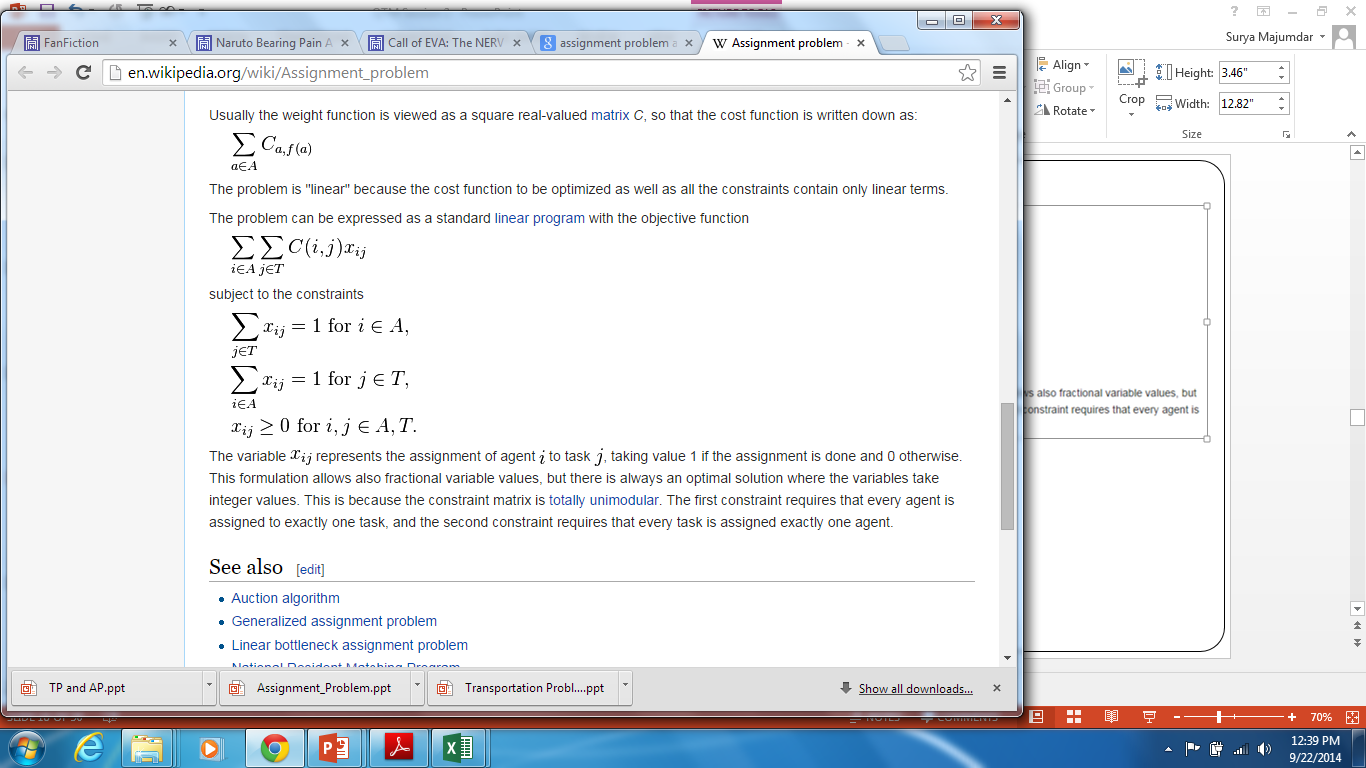 Surya Majumdar
FanFiction
Naruto Bearing Pain A
Call of EVA: The NERV
assignment problem a
Assignment problem -
en.wikipedia.org/wiki/Assignment_problem
Align
Group
Rotate
Crop
Height: 3.46"
Width: 12.82"
Size
Usually the weight function is viewed as a square real-valued matrix C, so that the cost function is written down as:
∑_{a∈A} C_{a,f(a)}
The problem is "linear" because the cost function to be optimized as well as all the constraints contain only linear terms.
The problem can be expressed as a standard linear program with the objective function
∑_{i∈A} ∑_{j∈T} C(i,j)x_{ij}
subject to the constraints
∑_{j∈T} x_{ij} = 1 for i ∈ A,
∑_{i∈A} x_{ij} = 1 for j ∈ T,
x_{ij} ≥ 0 for i, j ∈ A, T.
The variable x_{ij} represents the assignment of agent i to task j, taking value 1 if the assignment is done and 0 otherwise.
This formulation allows also fractional variable values, but there is always an optimal solution where the variables take
integer values. This is because the constraint matrix is totally unimodular. The first constraint requires that every agent is
assigned to exactly one task, and the second constraint requires that every task is assigned exactly one agent.
See also [edit]
Auction algorithm
Generalized assignment problem
Linear bottleneck assignment problem
National Resident Matching Program
also fractional variable values, but
constraint requires that every agent is
TP and AP.ppt
Assignment_Problem.ppt
Transportation Probl....ppt
Show all downloads...
NOTES
COMMENTS
70%
12:39 PM
9/22/2014